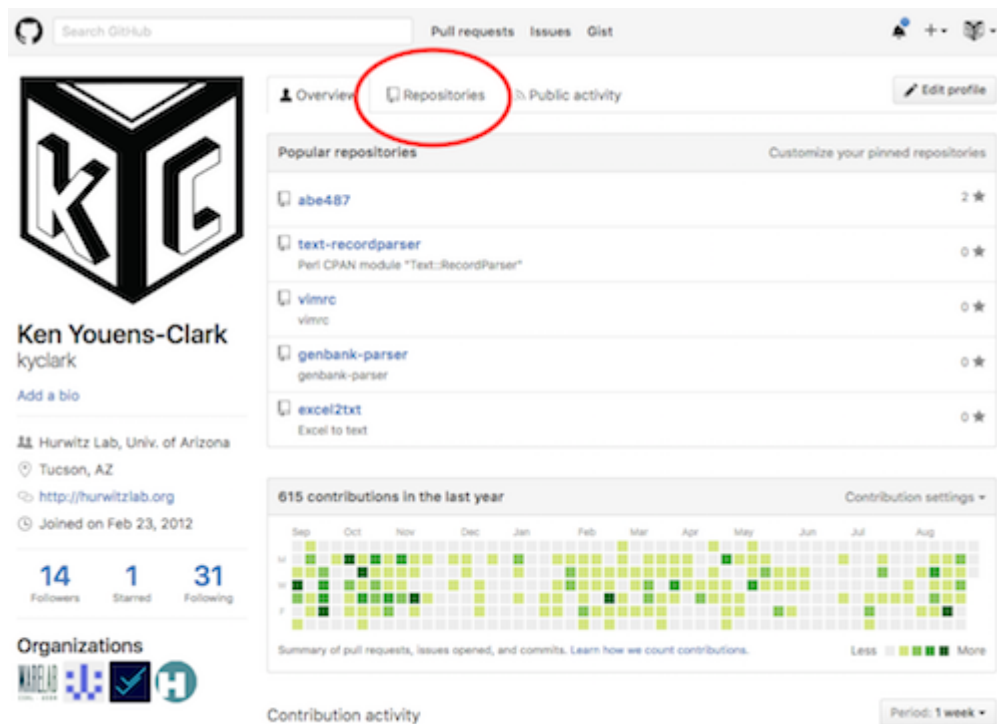 Search GitHub
Pull requests Issues Gist
Overview Repositories Public activity
Edit profile
KYC
Ken Youens-Clark
kyclark
Add a bio
Hurwitz Lab, Univ. of Arizona
Tucson, AZ
http://hurwitzlab.org
Joined on Feb 23, 2012
14 1 31
Followers Starred Following
Organizations
WARELAB
H
Popular repositories Customize your pinned repositories
abe487 2
text-recordparser 0
Perl CPAN module "Text::RecordParser"
vimrc 0
vimrc
genbank-parser 0
genbank-parser
excel2txt 0
Excel to text
615 contributions in the last year Contribution settings
Sep Oct Nov Dec Jan Feb Mar Apr May Jun Jul Aug
M
W
F
Summary of pull requests, issues opened, and commits. Learn how we count contributions. Less More
Contribution activity Period: 1 week